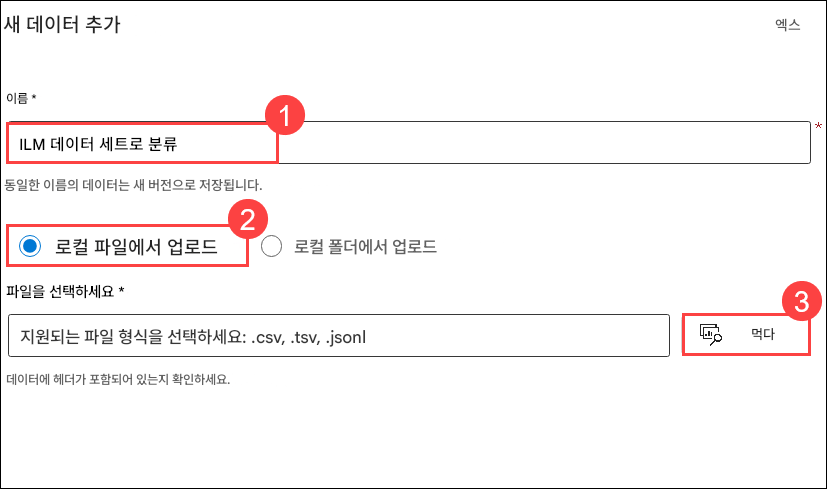 새 데이터 추가
엑스
이름 *
1
ILM 데이터 세트로 분류
*
동일한 이름의 데이터는 새 버전으로 저장됩니다.
2
로컬 파일에서 업로드 로컬 폴더에서 업로드
파일을 선택하세요 *
3
지원되는 파일 형식을 선택하세요: .csv, .tsv, .jsonl
먹다
데이터에 헤더가 포함되어 있는지 확인하세요.